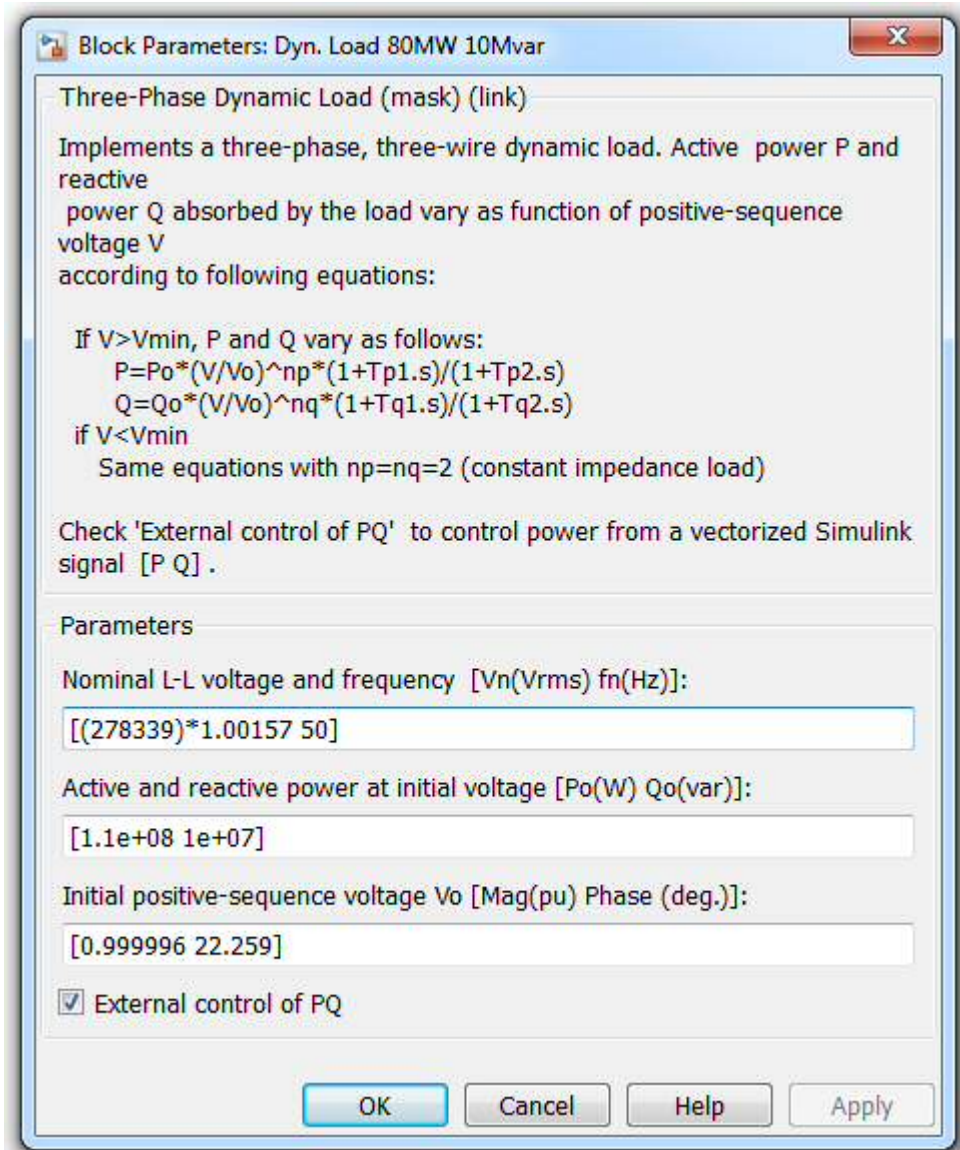 Block Parameters: Dyn. Load 80MW 10Mvar
Three-Phase Dynamic Load (mask) (link)
Implements a three-phase, three-wire dynamic load. Active  power P and
reactive
power Q absorbed by the load vary as function of positive-sequence
voltage V
according to following equations:
If V>Vmin, P and Q vary as follows:
P=Po*(V/Vo)^np*(1+Tp1.s)/(1+Tp2.s)
Q=Qo*(V/Vo)^nq*(1+Tq1.s)/(1+Tq2.s)
if V<Vmin
Same equations with np=nq=2 (constant impedance load)
Check 'External control of PQ'  to control power from a vectorized Simulink
signal  [P Q] .
Parameters
Nominal L-L voltage and frequency  [Vn(Vrms) fn(Hz)]:
[(278339)*1.00157 50]
Active and reactive power at initial voltage [Po(W) Qo(var)]:
[1.1e+08 1e+07]
Initial positive-sequence voltage Vo [Mag(pu) Phase (deg.)]:
[0.999996 22.259]
External control of PQ
OK Cancel Help Apply